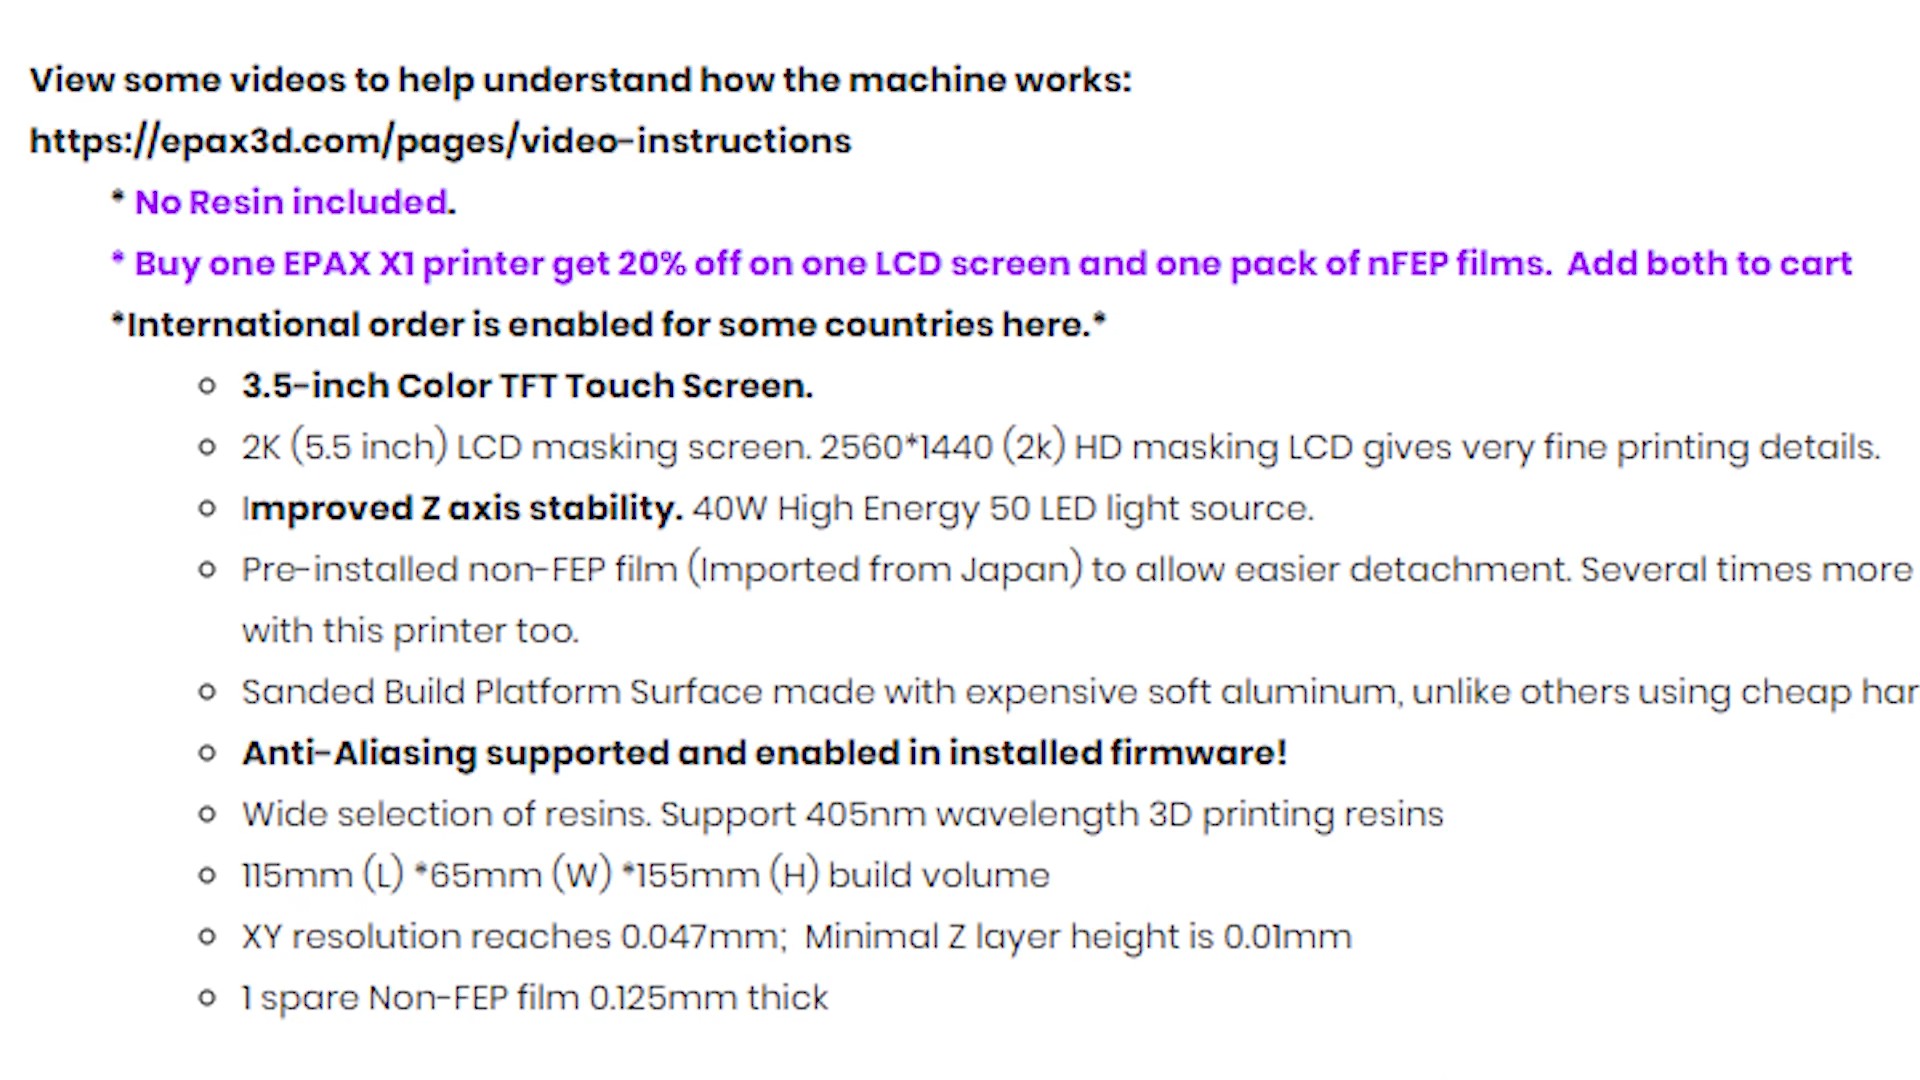 View some videos to help understand how the machine works:
https://epax3d.com/pages/video-instructions
* No Resin included.
* Buy one EPAX X1 printer get 20% off on one LCD screen and one pack of nFEP films.  Add both to cart
*International order is enabled for some countries here.*
3.5-inch Color TFT Touch Screen.
2K (5.5 inch) LCD masking screen. 2560*1440 (2k) HD masking LCD gives very fine printing details.
Improved Z axis stability. 40W High Energy 50 LED light source.
Pre-installed non-FEP film (Imported from Japan) to allow easier detachment. Several times more
with this printer too.
Sanded Build Platform Surface made with expensive soft aluminum, unlike others using cheap har
Anti-Aliasing supported and enabled in installed firmware!
Wide selection of resins. Support 405nm wavelength 3D printing resins
115mm (L) *65mm (W) *155mm (H) build volume
XY resolution reaches 0.047mm;  Minimal Z layer height is 0.01mm
1 spare Non-FEP film 0.125mm thick